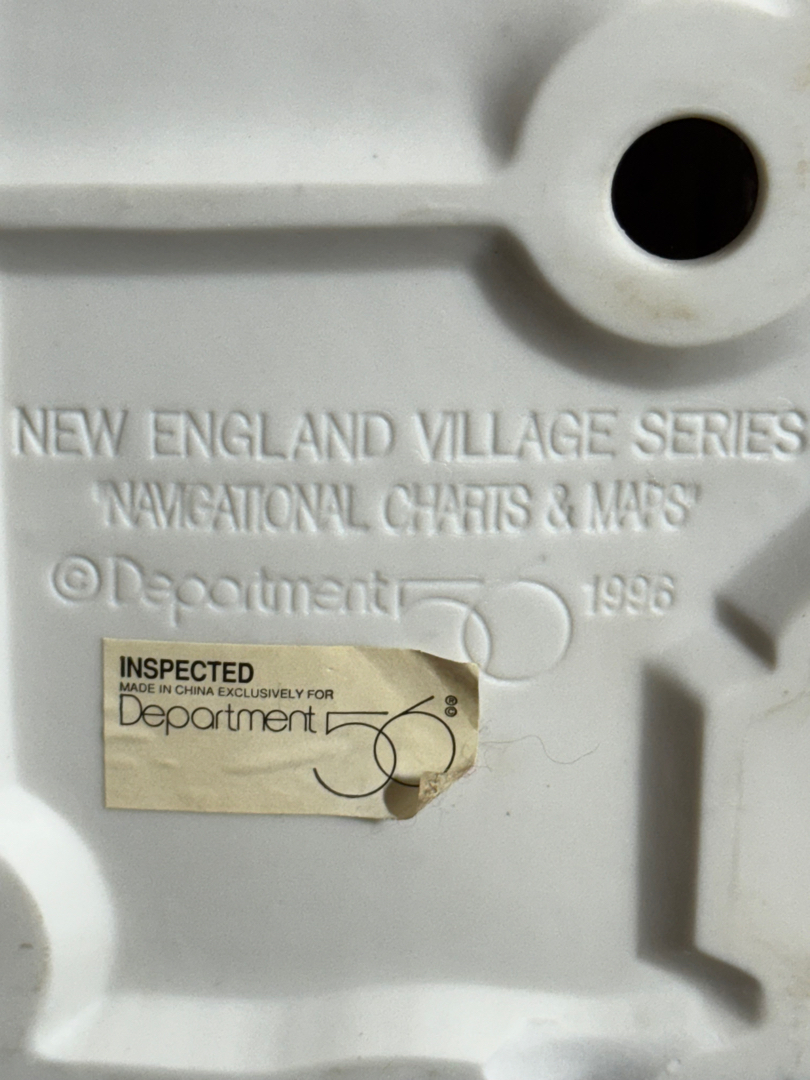 NEW ENGLAND VILLAGE SERIES
"NAVIGATIONAL CHARTS & MAPS"
© Department 56 1996
INSPECTED
MADE IN CHINA EXCLUSIVELY FOR
Department 56 ® ©